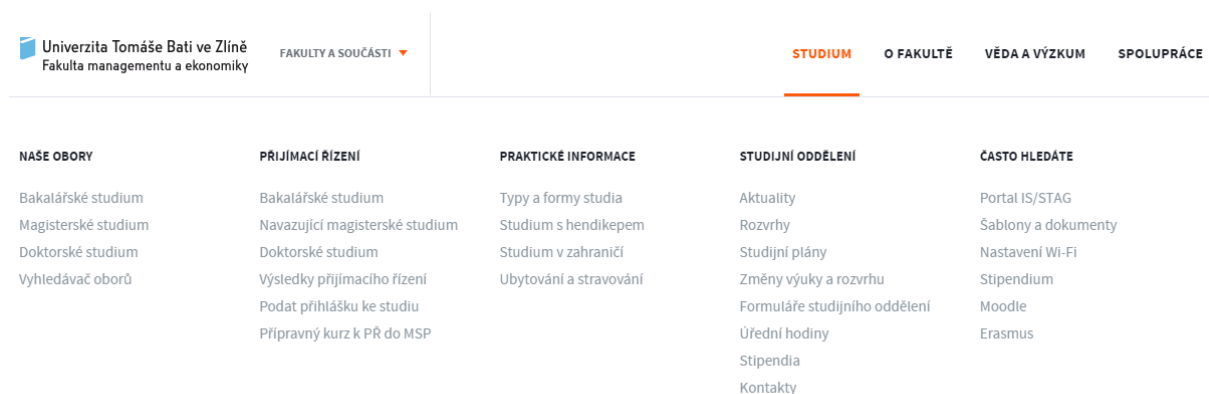 Univerzita Tomáše Bati ve Zlíně
Fakulta managementu a ekonomiky
FAKULTY A SOUČÁSTI
STUDIUM
O FAKULTĚ
VĚDA A VÝZKUM
SPOLUPRÁCE
NAŠE OBORY
Bakalářské studium
Magisterské studium
Doktorské studium
Vyhledávač oborů
PŘIJÍMACÍ ŘÍZENÍ
Bakalářské studium
Navazující magisterské studium
Doktorské studium
Výsledky přijímacího řízení
Podat přihlášku ke studiu
Přípravný kurz k PŘ do MSP
PRAKTICKÉ INFORMACE
Typy a formy studia
Studium s hendikepem
Studium v zahraničí
Ubytování a stravování
STUDIJNÍ ODDĚLENÍ
Aktuality
Rozvrhy
Studijní plány
Změny výuky a rozvrhu
Formuláře studijního oddělení
Úřední hodiny
Stipendia
Kontakty
ČASTO HLEDÁTE
Portal IS/STAG
Šablony a dokumenty
Nastavení Wi-Fi
Stipendium
Moodle
Erasmus